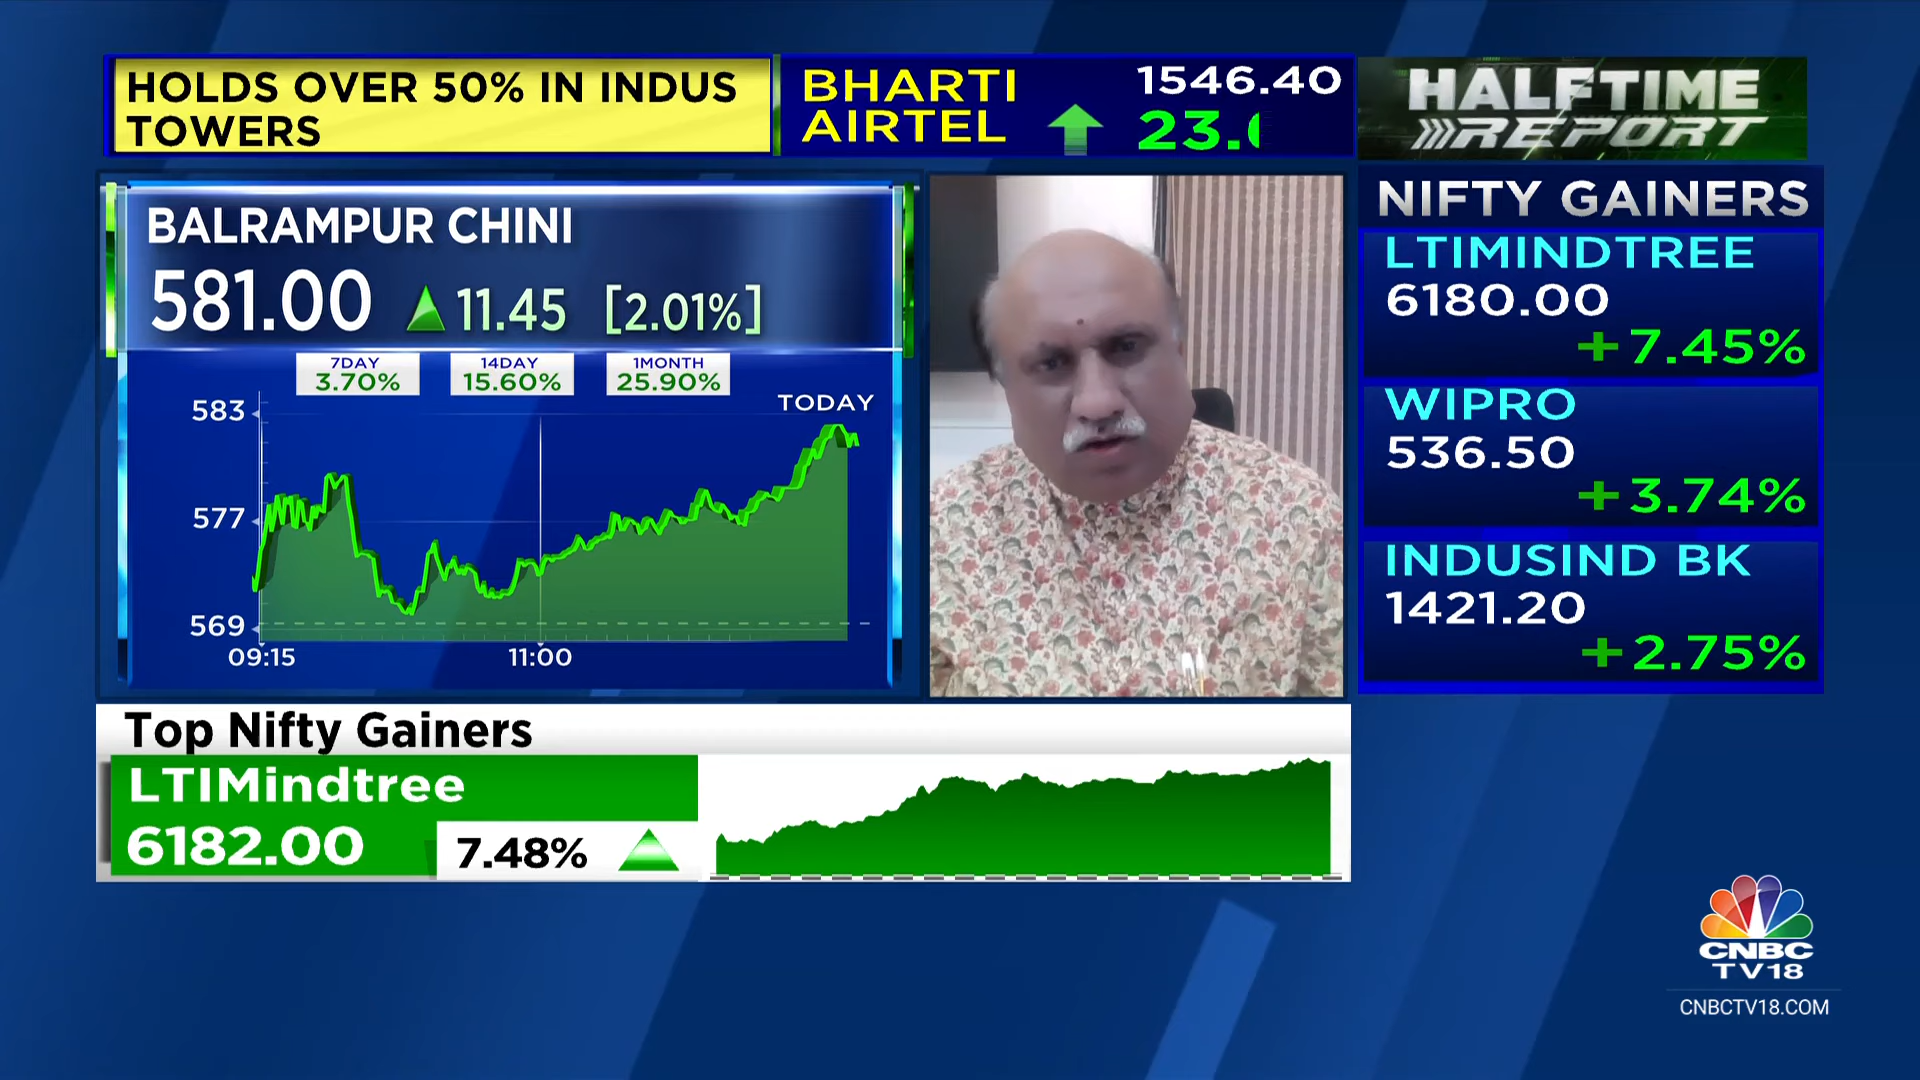 HOLDS OVER 50% IN INDUS
TOWERS
BHARTI
AIRTEL
1546.40
HALFTIME
REPORT
BALRAMPUR CHINI
581.00
11.45
[2.01%]
7DAY
3.70%
14DAY
15.60%
1MONTH
25.90%
TODAY
583
577
569
09:15
11:00
NIFTY GAINERS
LTIMINDTREE
6180.00
+7.45%
WIPRO
536.50
+3.74%
INDUSIND BK
1421.20
+2.75%
Top Nifty Gainers
LTIMindtree
6182.00
7.48%
CNBC
TV18
CNBCTV18.COM